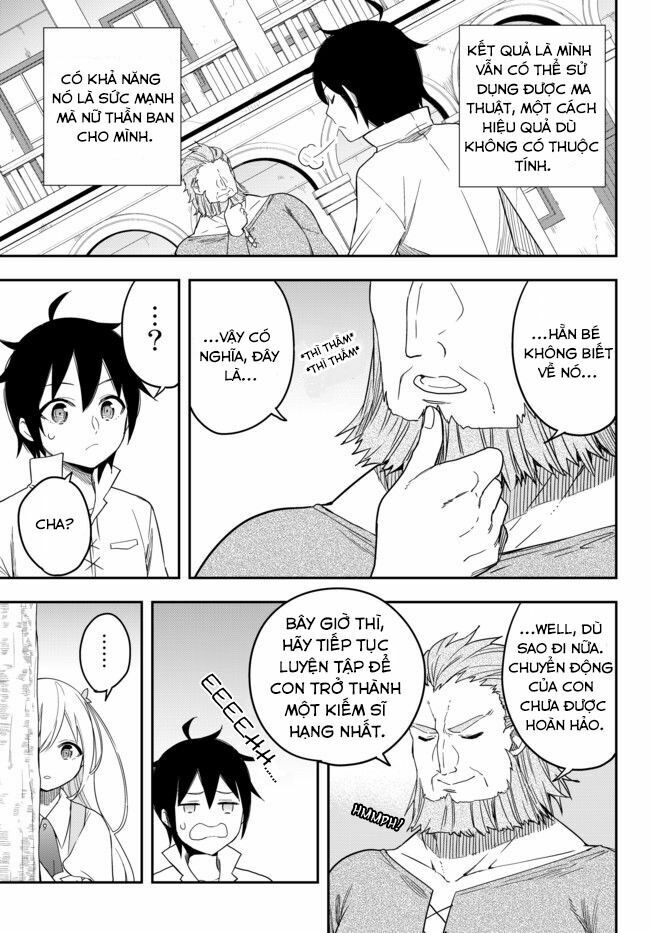 KẾT QUẢ LÀ MÌNH
VẪN CÓ THỂ SỬ
DỤNG ĐƯỢC MA
THUẬT, MỘT CÁCH
HIỆU QUẢ DÙ
KHÔNG CÓ THUỘC
TÍNH.
CÓ KHẢ NĂNG
NÓ LÀ SỨC MẠNH
MÀ NỮ THẦN BAN
CHO MÌNH.
...HẲN BÉ
KHÔNG BIẾT
VỀ NÓ...
*THÌ THẦM*
*THÌ THẦM*
...VẬY CÓ
NGHĨA, ĐÂY
LÀ...
...?
CHA?
...WELL, DÙ
SAO ĐI NỮA.
CHUYỂN ĐỘNG
CỦA CON
CHƯA ĐƯỢC
HOÀN HẢO.
HMMPH!
BÂY GIỜ THÌ,
HÃY TIẾP TỤC
LUYỆN TẬP ĐỂ
CON TRỞ THÀNH
MỘT KIẾM SĨ
HẠNG NHẤT.
EEEEHH......
......